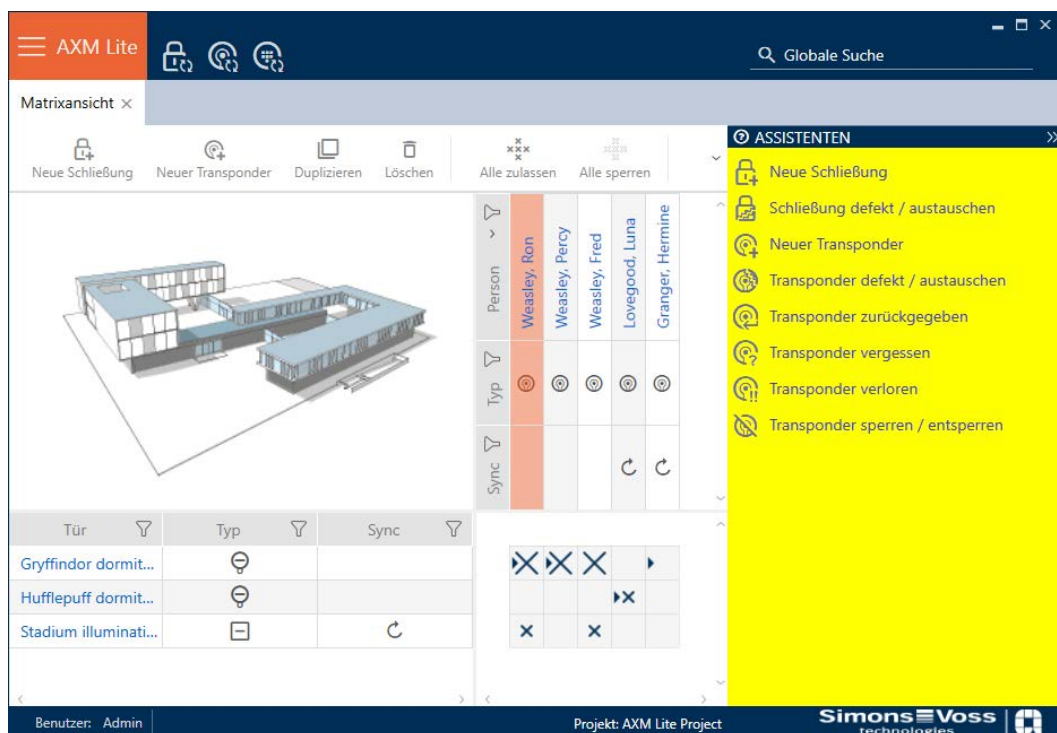 AXM Lite
Globale Suche
Matrixansicht
Neue Schließung
Neuer Transponder
Duplizieren
Löschen
Alle zulassen
Alle sperren
ASSISTENTEN
Neue Schließung
Schließung defekt / austauschen
Neuer Transponder
Transponder defekt / austauschen
Transponder zurückgegeben
Transponder vergessen
Transponder verloren
Transponder sperren / entsperren
Person
Weasley, Ron
Weasley, Percy
Weasley, Fred
Lovegood, Luna
Granger, Hermine
Typ
Sync
Tür
Typ
Sync
Gryffindor dormit...
Hufflepuff dormit...
Stadium illuminati...
Benutzer: Admin
Projekt: AXM Lite Project
Simons Voss
technologies